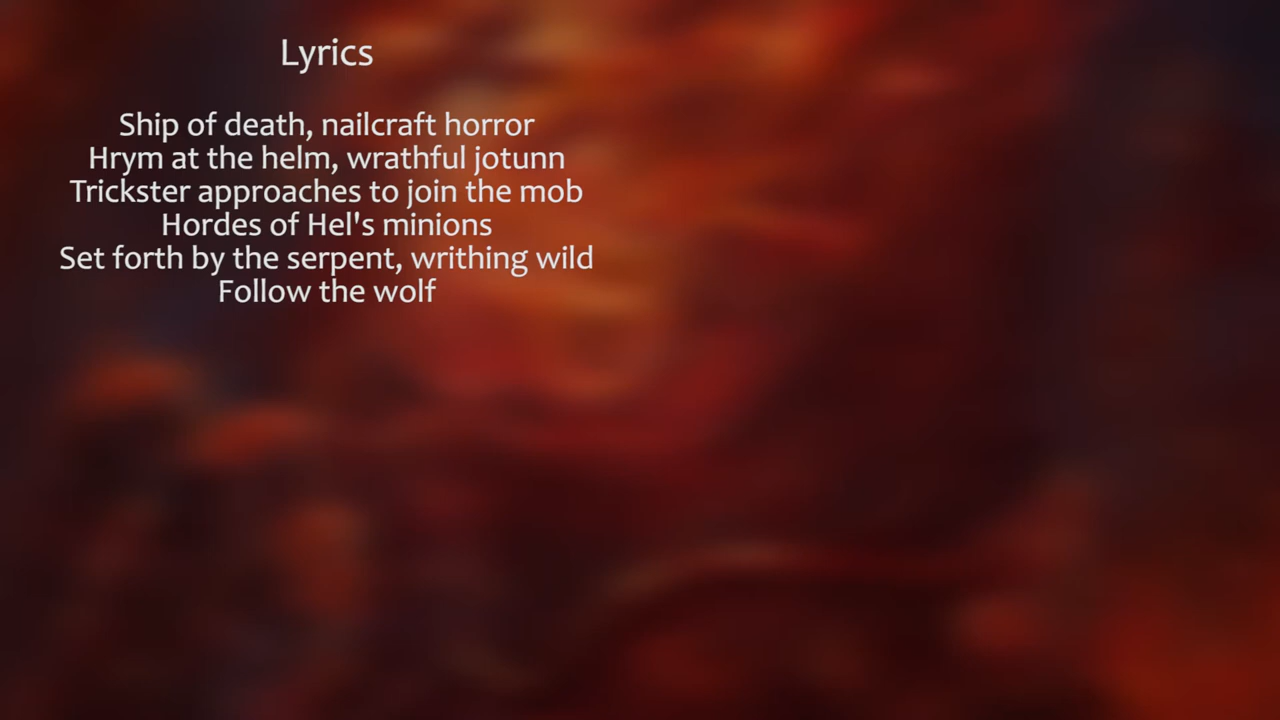 Lyrics
Ship of death, nailcraft horror
Hrym at the helm, wrathful jotunn
Trickster approaches to join the mob
Hordes of Hel's minions
Set forth by the serpent, writhing wild
Follow the wolf